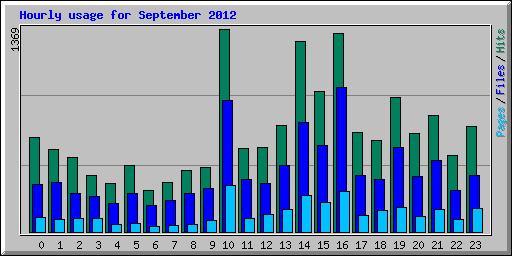 Hourly usage for September 2012
1369
Pages / Files / Hits
0 1 2 3 4 5 6 7 8 9 10 11 12 13 14 15 16 17 18 19 20 21 22 23